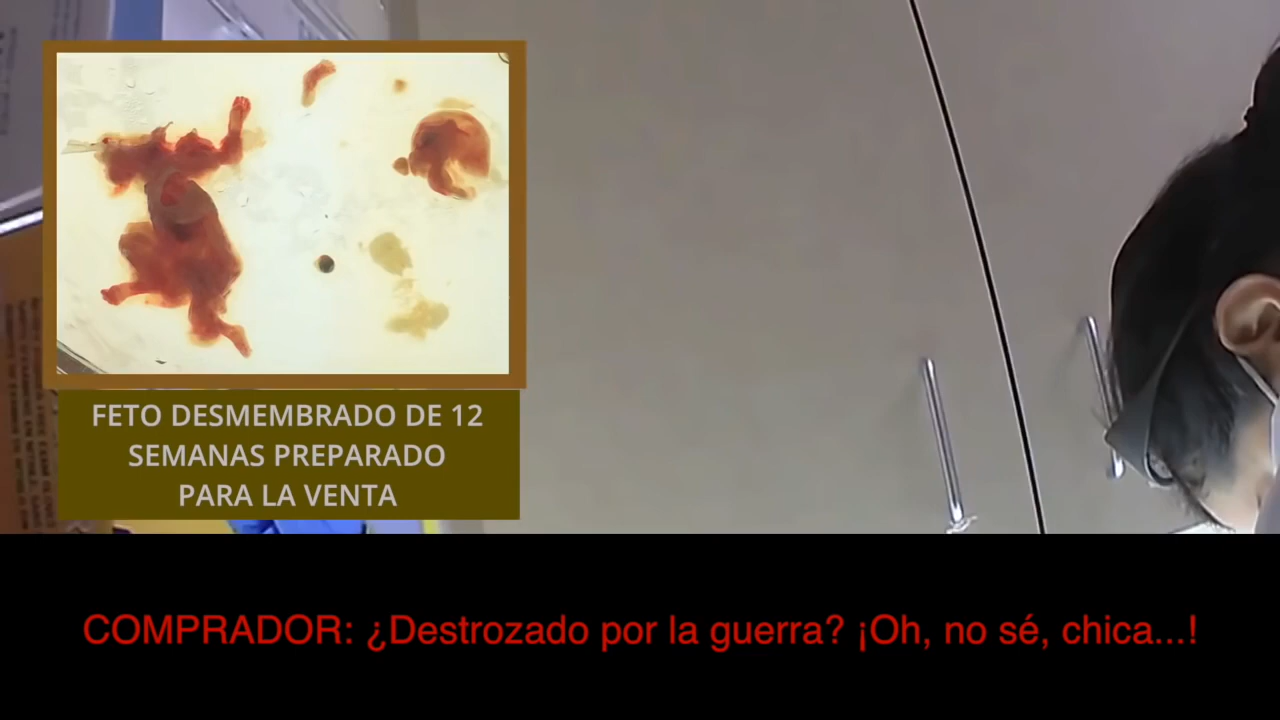 FETO DESMEMBRADO DE 12
SEMANAS PREPARADO
PARA LA VENTA
COMPRADOR: ¿Destrozado por la guerra? ¡Oh, no sé, chica...!